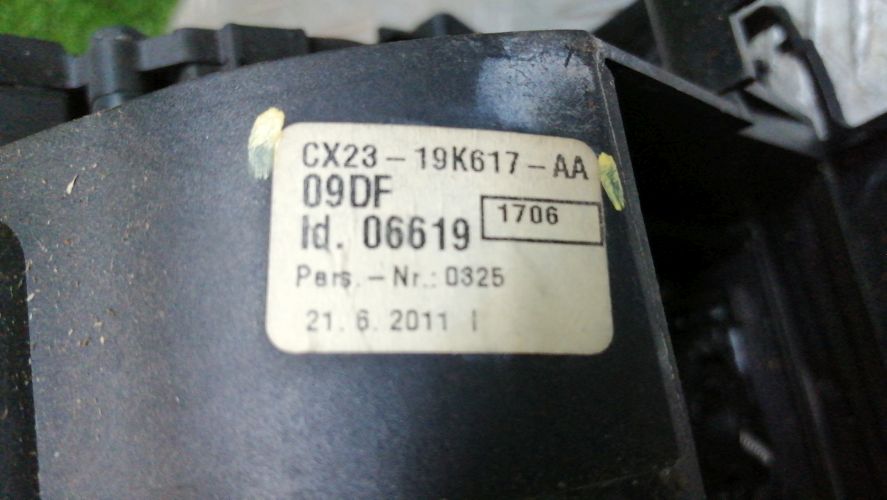 CX23-19K617-AA
09DF
Id. 06619
1706
Pers.-Nr.: 0325
21. 6. 2011 |